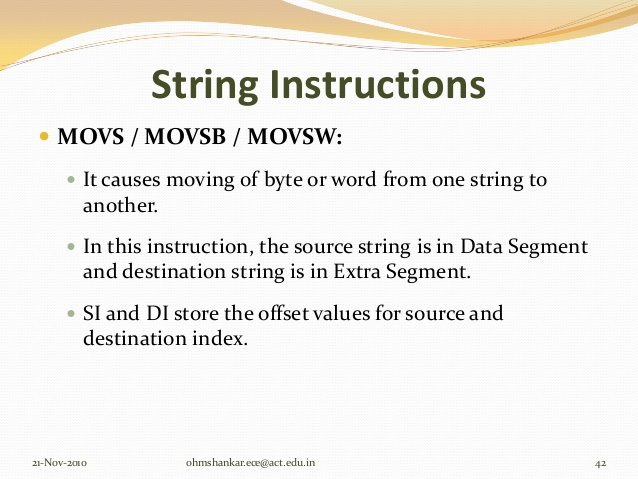 String Instructions
MOVS / MOVSB / MOVSW:
It causes moving of byte or word from one string to
another.
In this instruction, the source string is in Data Segment
and destination string is in Extra Segment.
SI and DI store the offset values for source and
destination index.
21-Nov-2010 ohmshankar.ece@act.edu.in 42